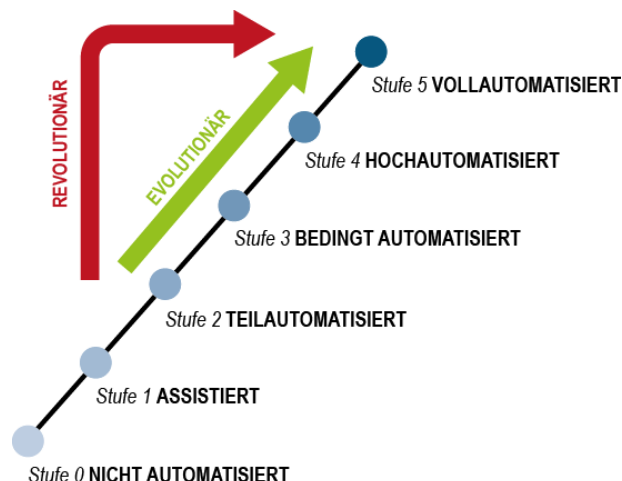 REVOLUTIONÄR
EVOLUTIONÄR
Stufe 5 VOLLAUTOMATISIERT
Stufe 4 HOCHAUTOMATISIERT
Stufe 3 BEDINGT AUTOMATISIERT
Stufe 2 TEILAUTOMATISIERT
Stufe 1 ASSISTIERT
Stufe 0 NICHT AUTOMATISIERT